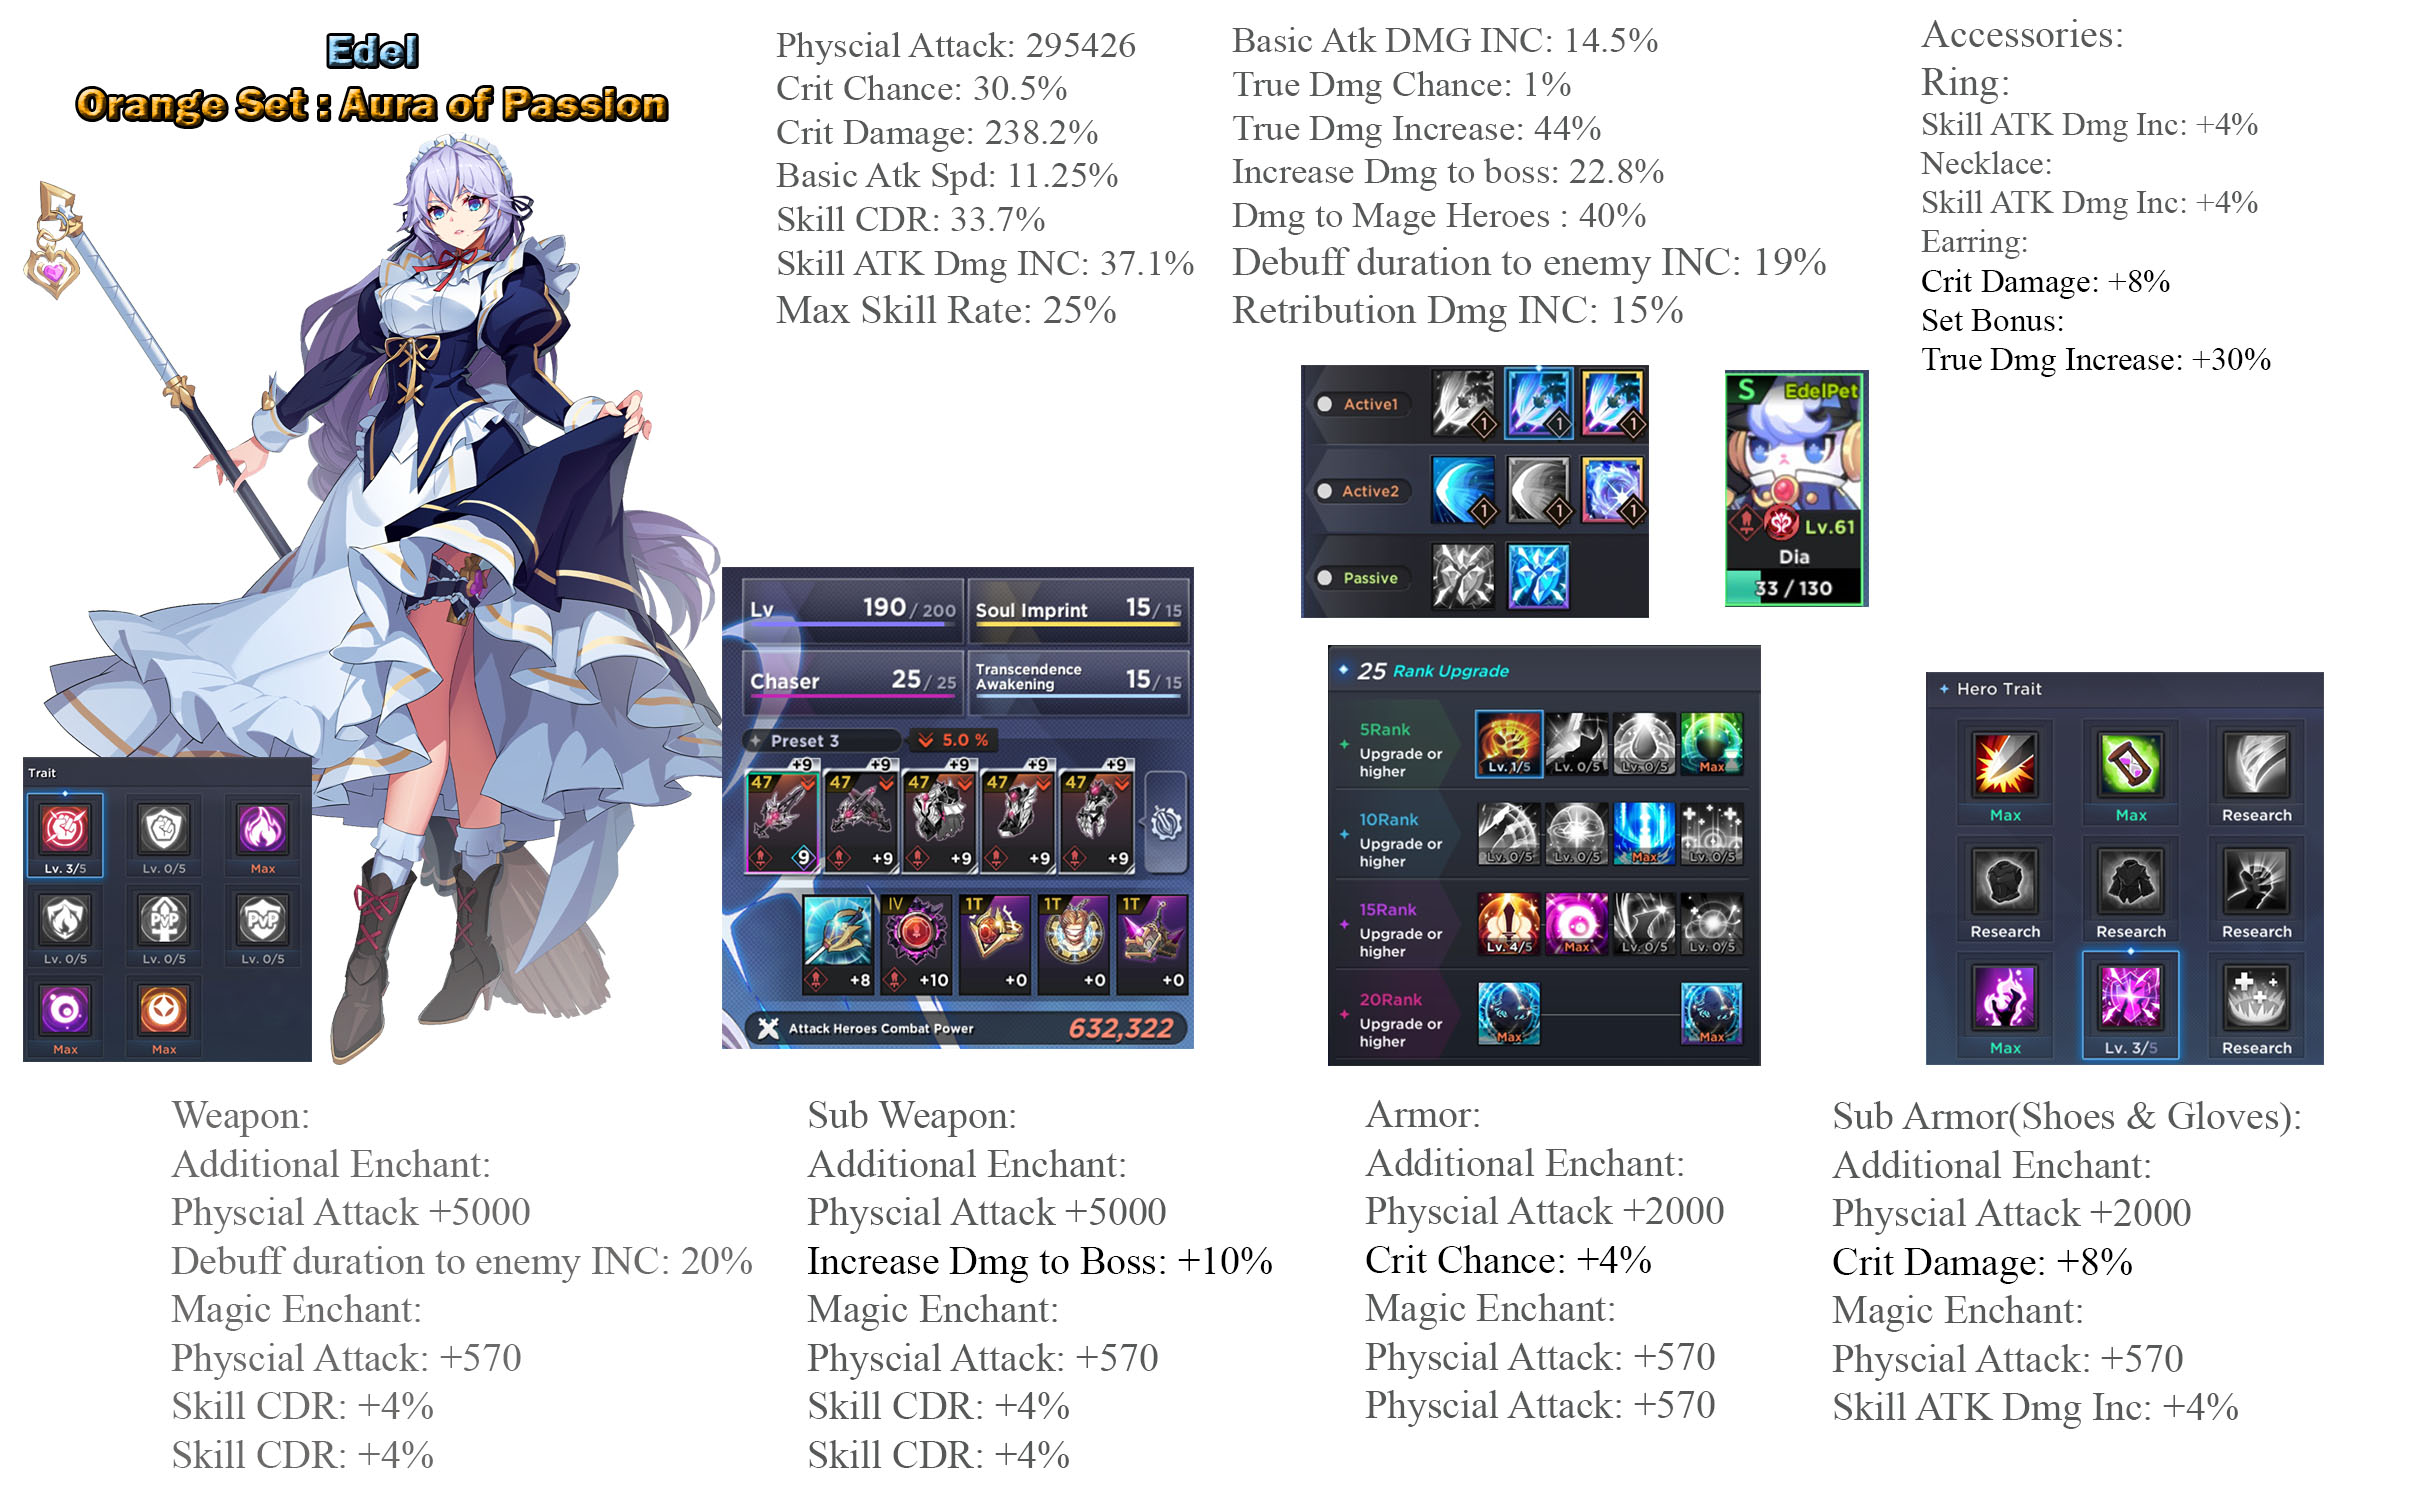 Edel
Orange Set : Aura of Passion
Physcial Attack: 295426
Crit Chance: 30.5%
Crit Damage: 238.2%
Basic Atk Spd: 11.25%
Skill CDR: 33.7%
Skill ATK Dmg INC: 37.1%
Max Skill Rate: 25%
Basic Atk DMG INC: 14.5%
True Dmg Chance: 1%
True Dmg Increase: 44%
Increase Dmg to boss: 22.8%
Dmg to Mage Heroes : 40%
Debuff duration to enemy INC: 19%
Retribution Dmg INC: 15%
Accessories:
Ring:
Skill ATK Dmg Inc: +4%
Necklace:
Skill ATK Dmg Inc: +4%
Earring:
Crit Damage: +8%
Set Bonus:
True Dmg Increase: +30%
Active1
1 1 1
Active2
1 1 1
Passive
S EdelPet
Lv.61
Dia
33 / 130
Trait
Lv. 3/5 Lv. 0/5 Max
Lv. 0/5 Lv. 0/5 Lv. 0/5
PVP PVP
Max Max
Lv 190 / 200 Soul Imprint 15 / 15
Chaser 25 / 25 Transcendence Awakening 15 / 15
Preset 3 5.0 %
+9 +9 +9 +9 +9
47 47 47 47 47
9 +9 +9 +9 +9
IV 1T 1T 1T
+8 +10 +0 +0 +0
Attack Heroes Combat Power 632,322
25 Rank Upgrade
5Rank
Upgrade or
higher
Lv. 1/5 Lv. 0/5 Lv. 0/5 Max
10Rank
Upgrade or
higher
Lv. 0/5 Lv. 0/5 Max Lv. 0/5
15Rank
Upgrade or
higher
Lv. 4/5 Max Lv. 0/5 Lv. 0/5
20Rank
Upgrade or
higher
Max Max
Hero Trait
Max Max Research
Research Research Research
Max Lv. 3/5 Research
Weapon:
Additional Enchant:
Physcial Attack +5000
Debuff duration to enemy INC: 20%
Magic Enchant:
Physcial Attack: +570
Skill CDR: +4%
Skill CDR: +4%
Sub Weapon:
Additional Enchant:
Physcial Attack +5000
Increase Dmg to Boss: +10%
Magic Enchant:
Physcial Attack: +570
Skill CDR: +4%
Skill CDR: +4%
Armor:
Additional Enchant:
Physcial Attack +2000
Crit Chance: +4%
Magic Enchant:
Physcial Attack: +570
Physcial Attack: +570
Sub Armor(Shoes & Gloves):
Additional Enchant:
Physcial Attack +2000
Crit Damage: +8%
Magic Enchant:
Physcial Attack: +570
Skill ATK Dmg Inc: +4%